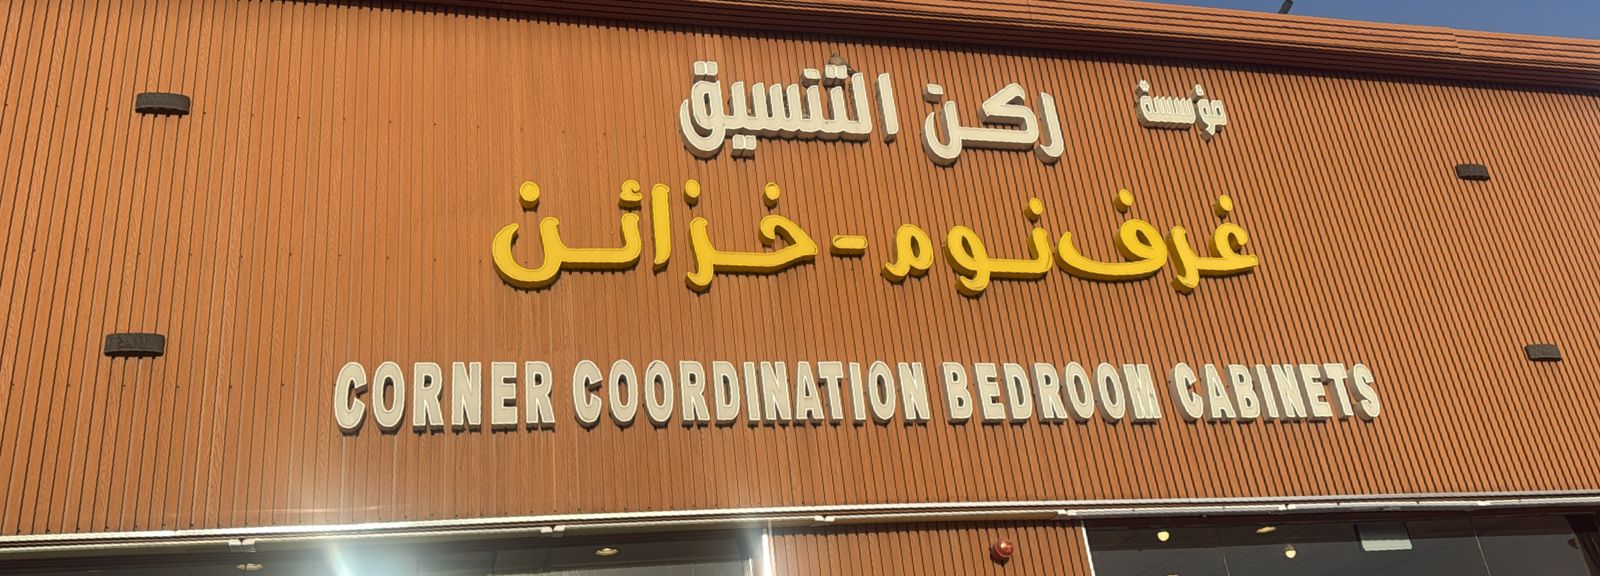 مؤسسة ركن التنسيق
غرف نوم - خزائن
CORNER COORDINATION BEDROOM CABINETS